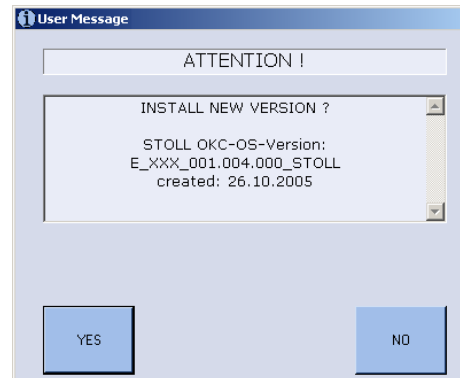 User Message
ATTENTION !
INSTALL NEW VERSION ?
STOLL OKC-OS-Version:
E_XXX_001.004.000_STOLL
created: 26.10.2005
YES
NO